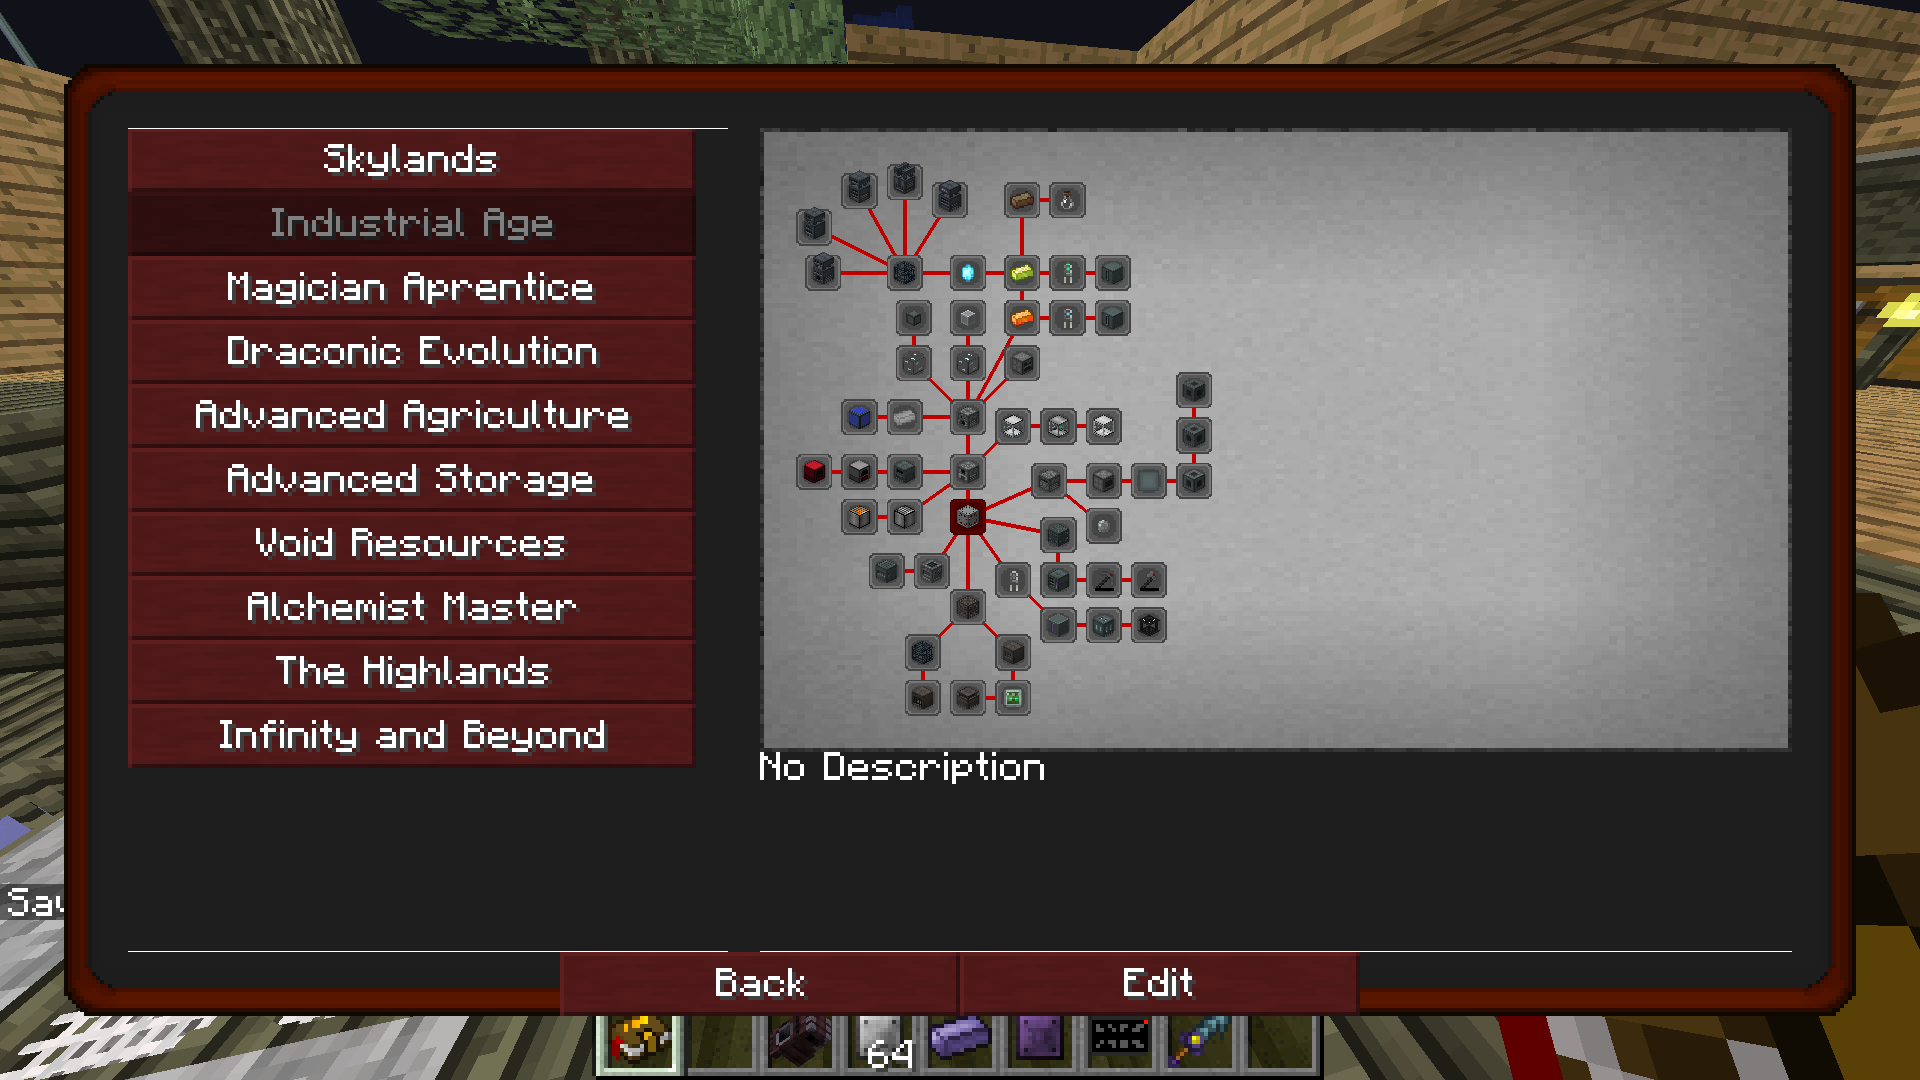 Skylands
Industrial Age
Magician Aprentice
Draconic Evolution
Advanced Agriculture
Advanced Storage
Void Resources
Alchemist Master
The Highlands
Infinity and Beyond
No Description
Sav
Back
Edit
64